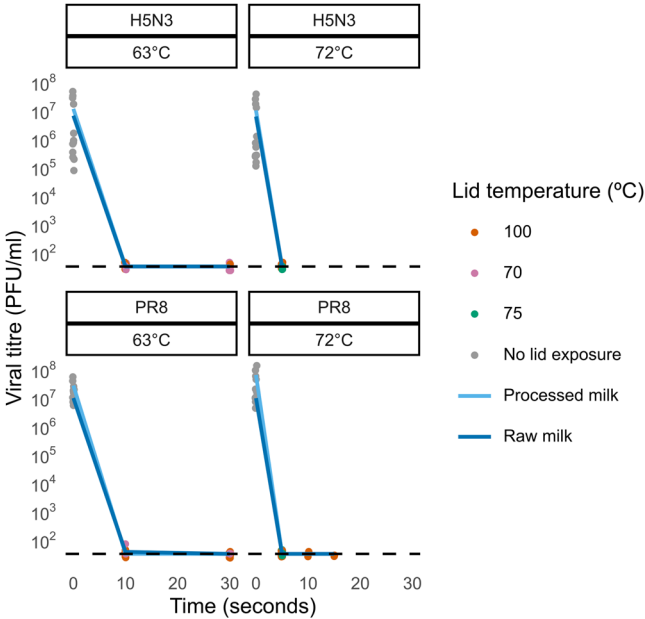 H5N3 H5N3
63°C 72°C
10⁸
10⁷
10⁶
10⁵
10⁴
10³
10²
PR8 PR8
63°C 72°C
10⁸
10⁷
10⁶
10⁵
10⁴
10³
10²
0 10 20 30 0 10 20 30
Time (seconds)
Viral titre (PFU/ml)
Lid temperature (ºC)
100
70
75
No lid exposure
Processed milk
Raw milk